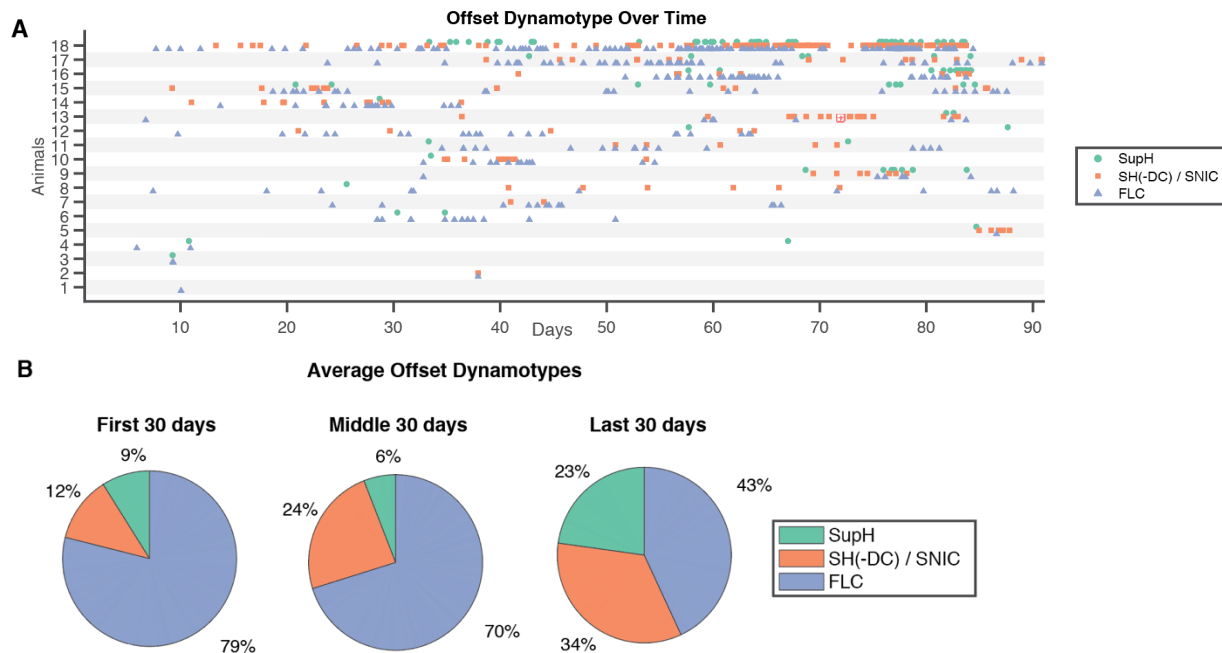 A
Offset Dynamotype Over Time
Animals
18
17
16
15
14
13
12
11
10
9
8
7
6
5
4
3
2
1
10 20 30 40 50 60 70 80 90
Days
SupH
SH(-DC) / SNIC
FLC
B
Average Offset Dynamotypes
First 30 days
9%
12%
79%
Middle 30 days
6%
24%
70%
Last 30 days
23%
43%
34%
SupH
SH(-DC) / SNIC
FLC